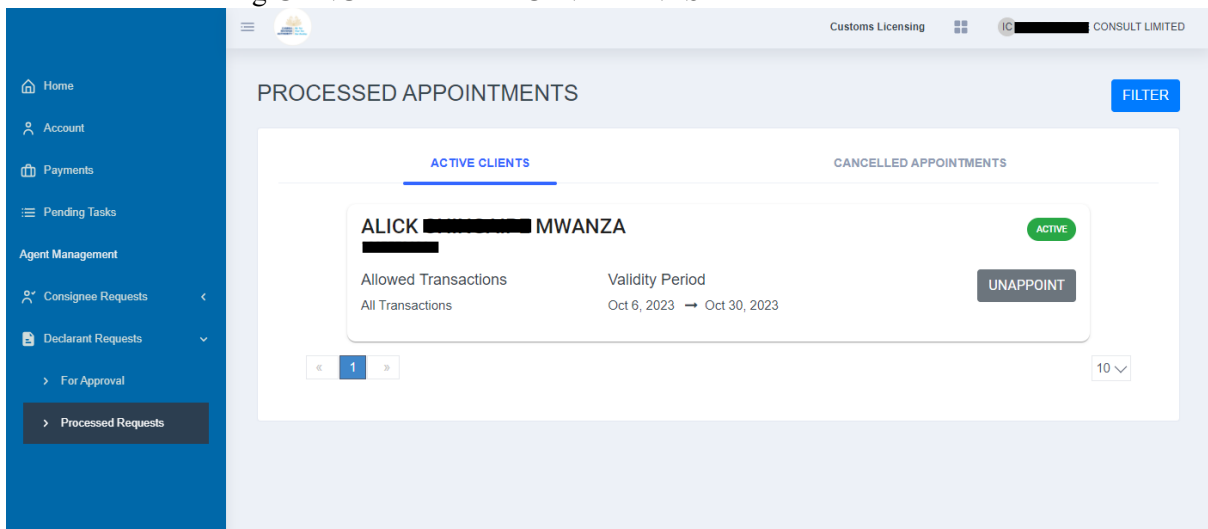 Customs Licensing
IC CONSULT LIMITED
Home
Account
Payments
Pending Tasks
Agent Management
Consignee Requests
Declarant Requests
For Approval
Processed Requests
PROCESSED APPOINTMENTS
FILTER
ACTIVE CLIENTS
CANCELLED APPOINTMENTS
ALICK MWANZA
ACTIVE
Allowed Transactions
All Transactions
Validity Period
Oct 6, 2023 → Oct 30, 2023
UNAPPOINT
« 1 »
10